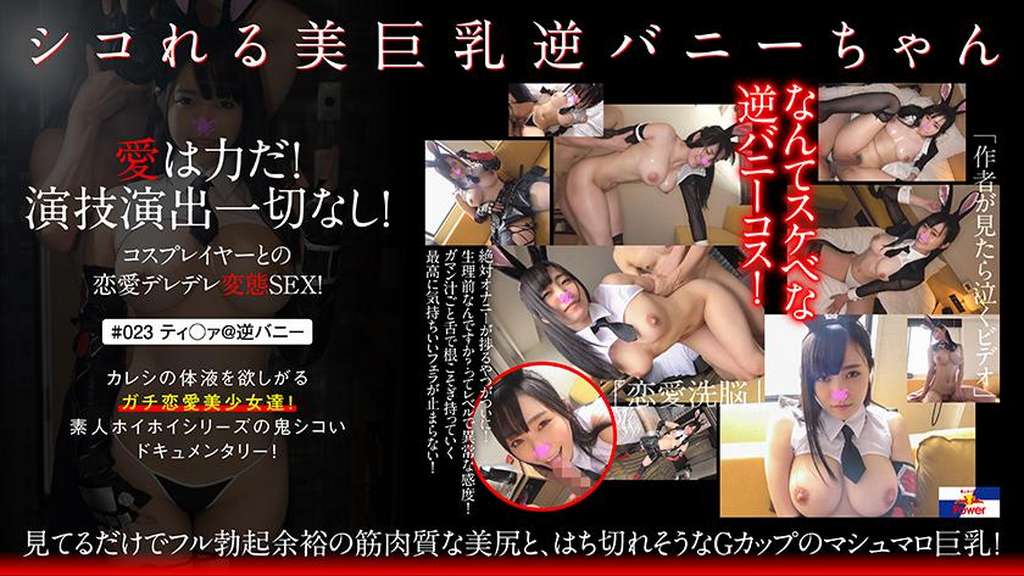 シコれる美巨乳逆バニーちゃん
愛は力だ!
演技演出一切なし!
コスプレイヤーとの
恋愛デレデレ変態SEX!
#023 ティ◯ァ@逆バニー
カレシの体液を欲しがる
ガチ恋愛美少女達!
素人ホイホイシリーズの鬼シコい
ドキュメンタリー!
なんてスケベな
逆バニーコス!
「作者が見たら泣くビデオ」
絶対オナニーが捗るやつがついに!
生理前なんですかってレベルで異常な感度!
ガマン汁ごと舌で根こそぎ持っていく
最高に気持ちいいフェラが止まらない!
「恋愛洗脳」
Power
見てるだけでフル勃起余裕の筋肉質な美尻と、はち切れそうなGカップのマシュマロ巨乳!